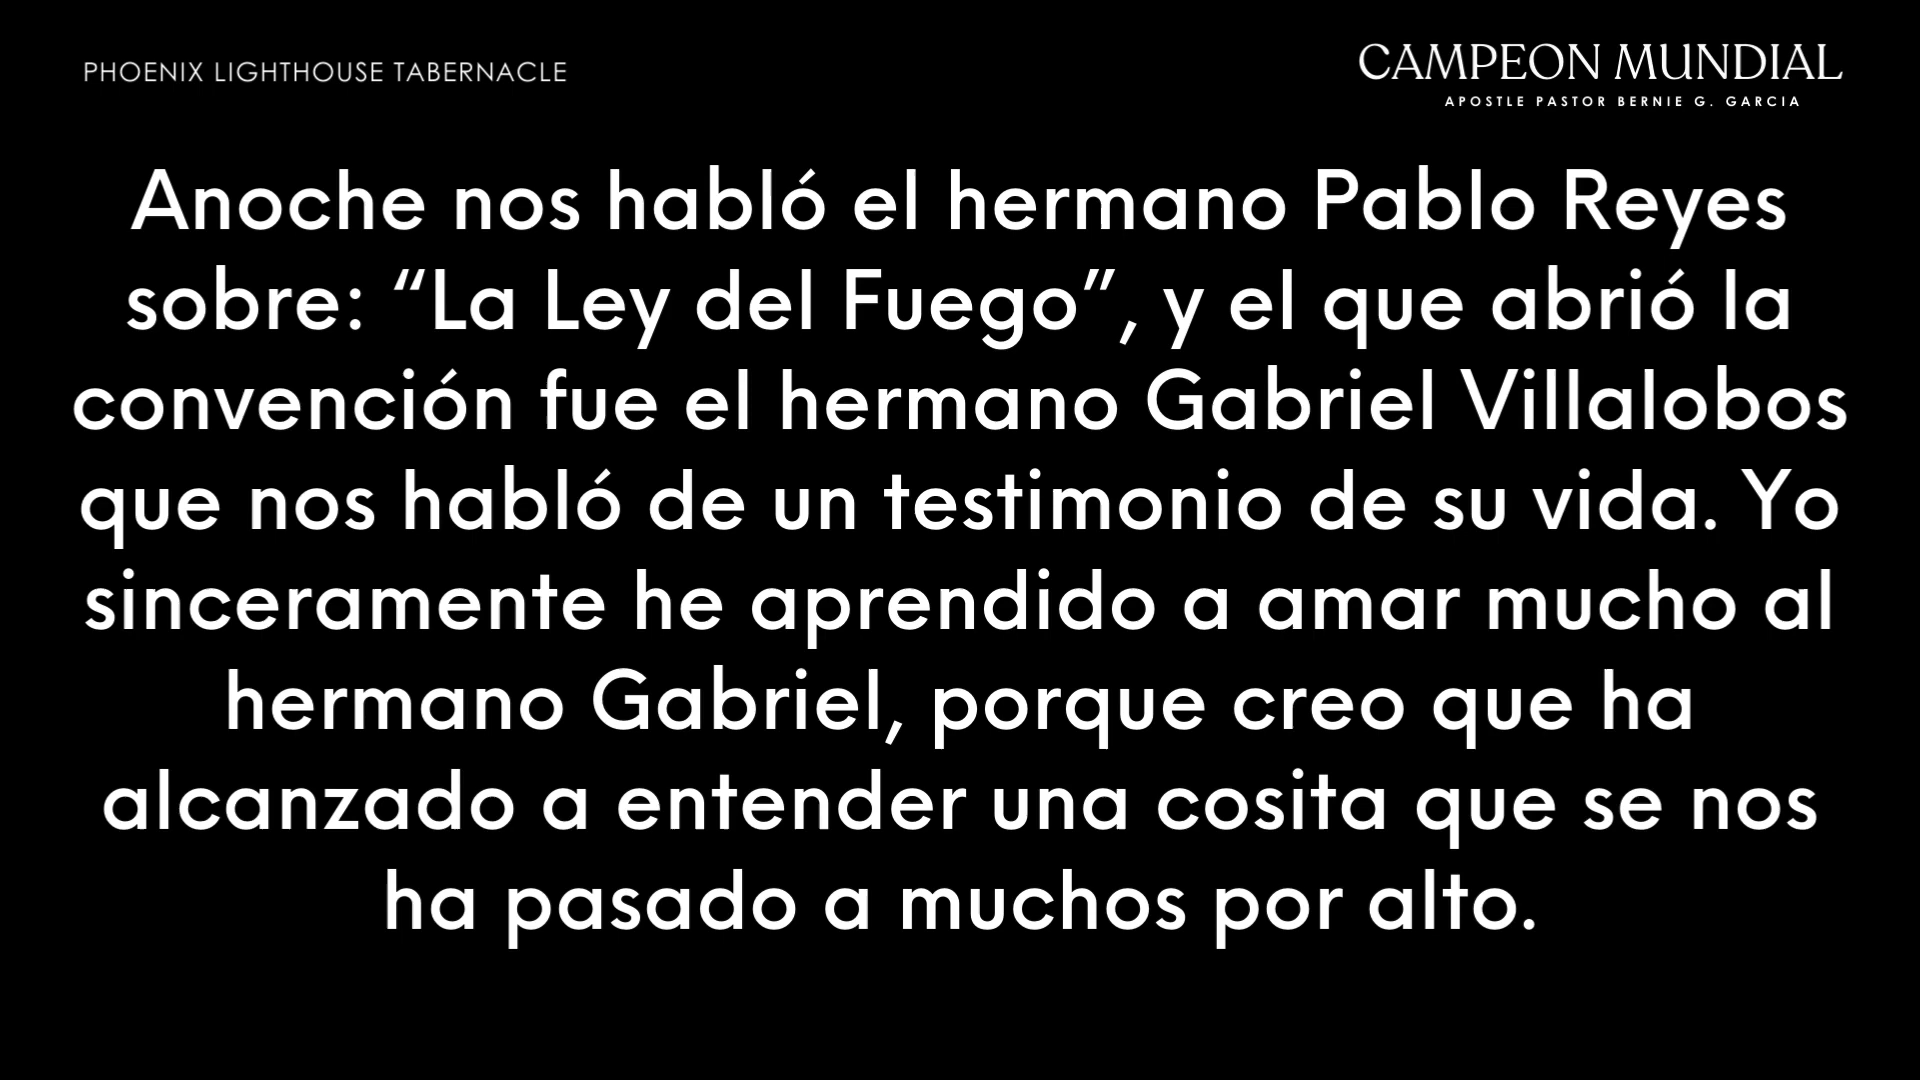 PHOENIX LIGHTHOUSE TABERNACLE
CAMPEON MUNDIAL
APOSTLE PASTOR BERNIE G. GARCIA
Anoche nos habló el hermano Pablo Reyes
sobre: “La Ley del Fuego”, y el que abrió la
convención fue el hermano Gabriel Villalobos
que nos habló de un testimonio de su vida. Yo
sinceramente he aprendido a amar mucho al
hermano Gabriel, porque creo que ha
alcanzado a entender una cosita que se nos
ha pasado a muchos por alto.